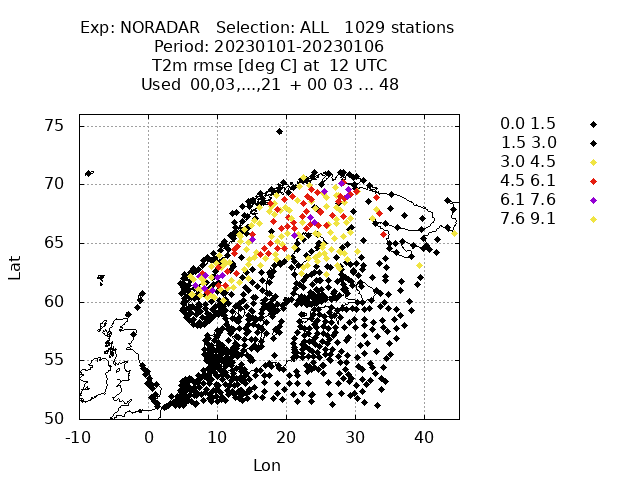 Exp: NORADAR   Selection: ALL   1029 stations
Period: 20230101-20230106
T2m rmse [deg C] at  12 UTC
Used  00,03,...,21  + 00 03 ... 48
0.0 1.5
1.5 3.0
3.0 4.5
4.5 6.1
6.1 7.6
7.6 9.1
75
70
65
60
55
50
Lat
-10 0 10 20 30 40
Lon